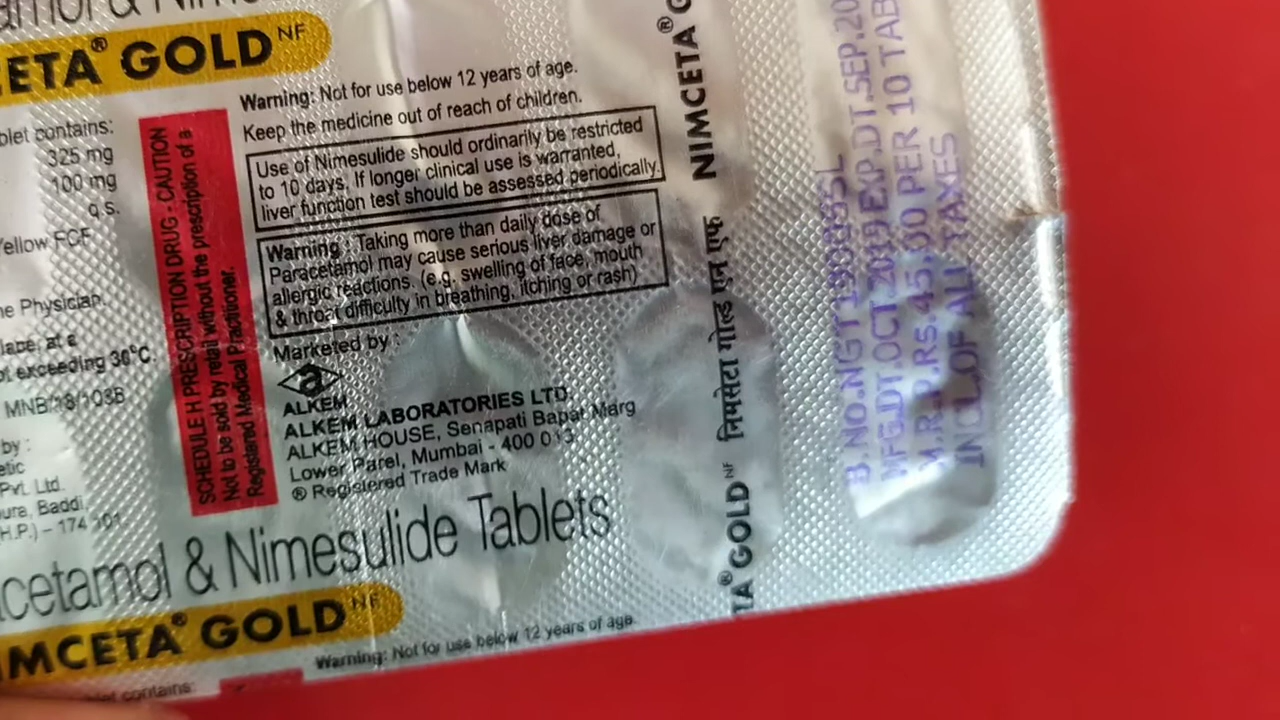 GOLD NF
Warning: Not for use below 12 years of age.
Keep the medicine out of reach of children.
Use of Nimesulide should ordinarily be restricted
to 10 days. If longer clinical use is warranted,
liver function test should be assessed periodically.
Warning : Taking more than daily dose of
Paracetamol may cause serious liver damage or
allergic reactions. (e.g. swelling of face, mouth
& throat difficulty in breathing, itching or rash)
Marketed by :
ALKEM
ALKEM LABORATORIES LTD.
ALKEM HOUSE, Senapati Bapat Marg
Lower Parel, Mumbai - 400 013.
® Registered Trade Mark
contains:
325 mg
100 mg
q.s.
Yellow FCF
Physician.
at a
exceeding 30°C.
MNB/18/103B
by :
Pvt. Ltd.
Baddi,
(H.P.) – 174 101
SCHEDULE H PRESCRIPTION DRUG : CAUTION
Not to be sold by retail without the prescription of a
Registered Medical Practitioner.
& Nimesulide Tablets
GOLD NF
Warning: Not for use below 12 years of age
contains:
NIMCETA®
GOLD NF निमसेटा गोल्ड एन एफ
MFG.DT.OCT.2019 EXP.DT.SEP.20
M.R.P.Rs.45.00 PER 10 TAB
INCL.OF ALL TAXES